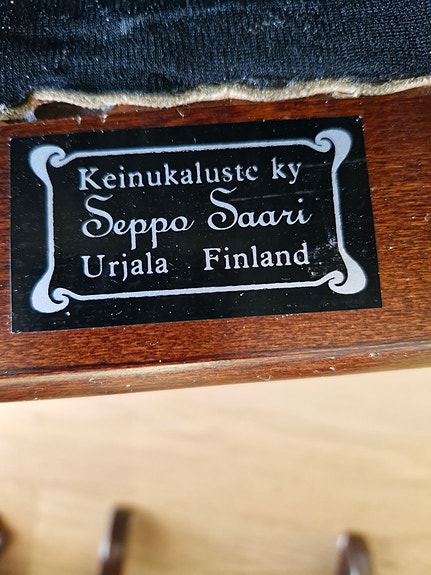 Keinukaluste ky
Seppo Saari
Urjala Finland